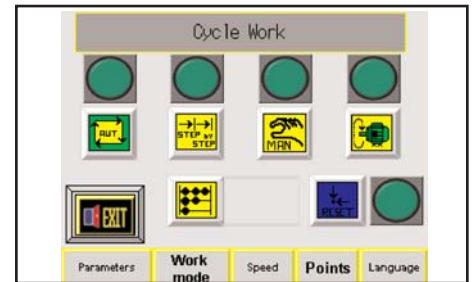 Cycle Work
AUT
STEP BY
STEP
MAN
EXIT
RESET
Parameters
Work
mode
Speed
Points
Language